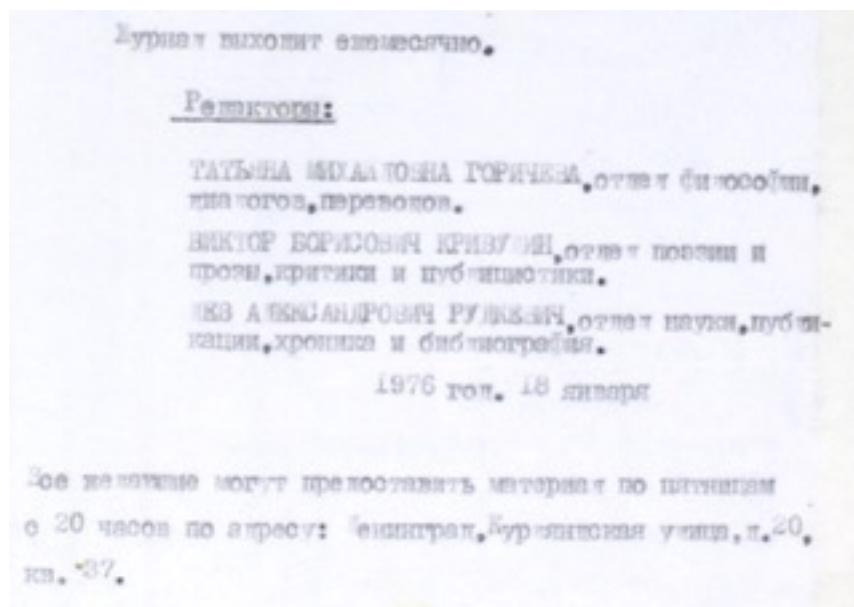 Журнал выходит ежемесячно.
Редакторы:
ТАТЬЯНА МИХАЙЛОВНА ГОРИЧЕВА,отдел философии,
диалогов,переводов.
ВИКТОР БОРИСОВИЧ КРИВУЛИН,отдел поэзии и
прозы,критики и публицистики.
ЛЕВ АЛЕКСАНДРОВИЧ РУДКЕВИЧ,отдел науки,публи-
кации,хроника и библиография.
1976 год. 18 января
Все желающие могут предоставить материал по пятницам
с 20 часов по адресу: Ленинград,Курляндская улица,д.20,
кв. 37.